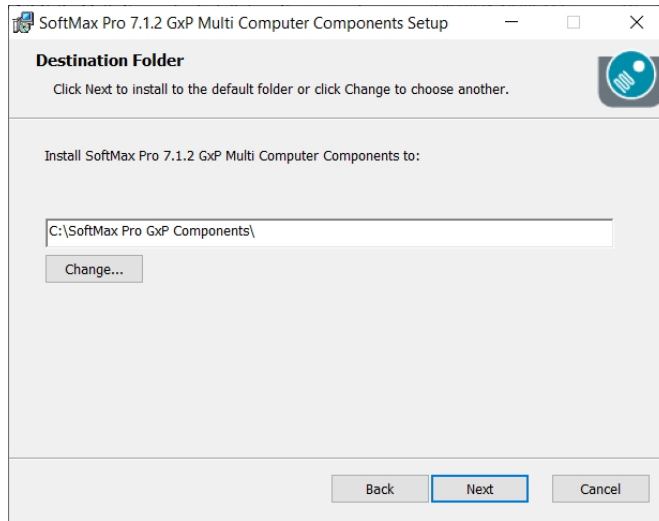 SoftMax Pro 7.1.2 GxP Multi Computer Components Setup
Destination Folder
Click Next to install to the default folder or click Change to choose another.
Install SoftMax Pro 7.1.2 GxP Multi Computer Components to:
C:\SoftMax Pro GxP Components\
Change...
Back Next Cancel